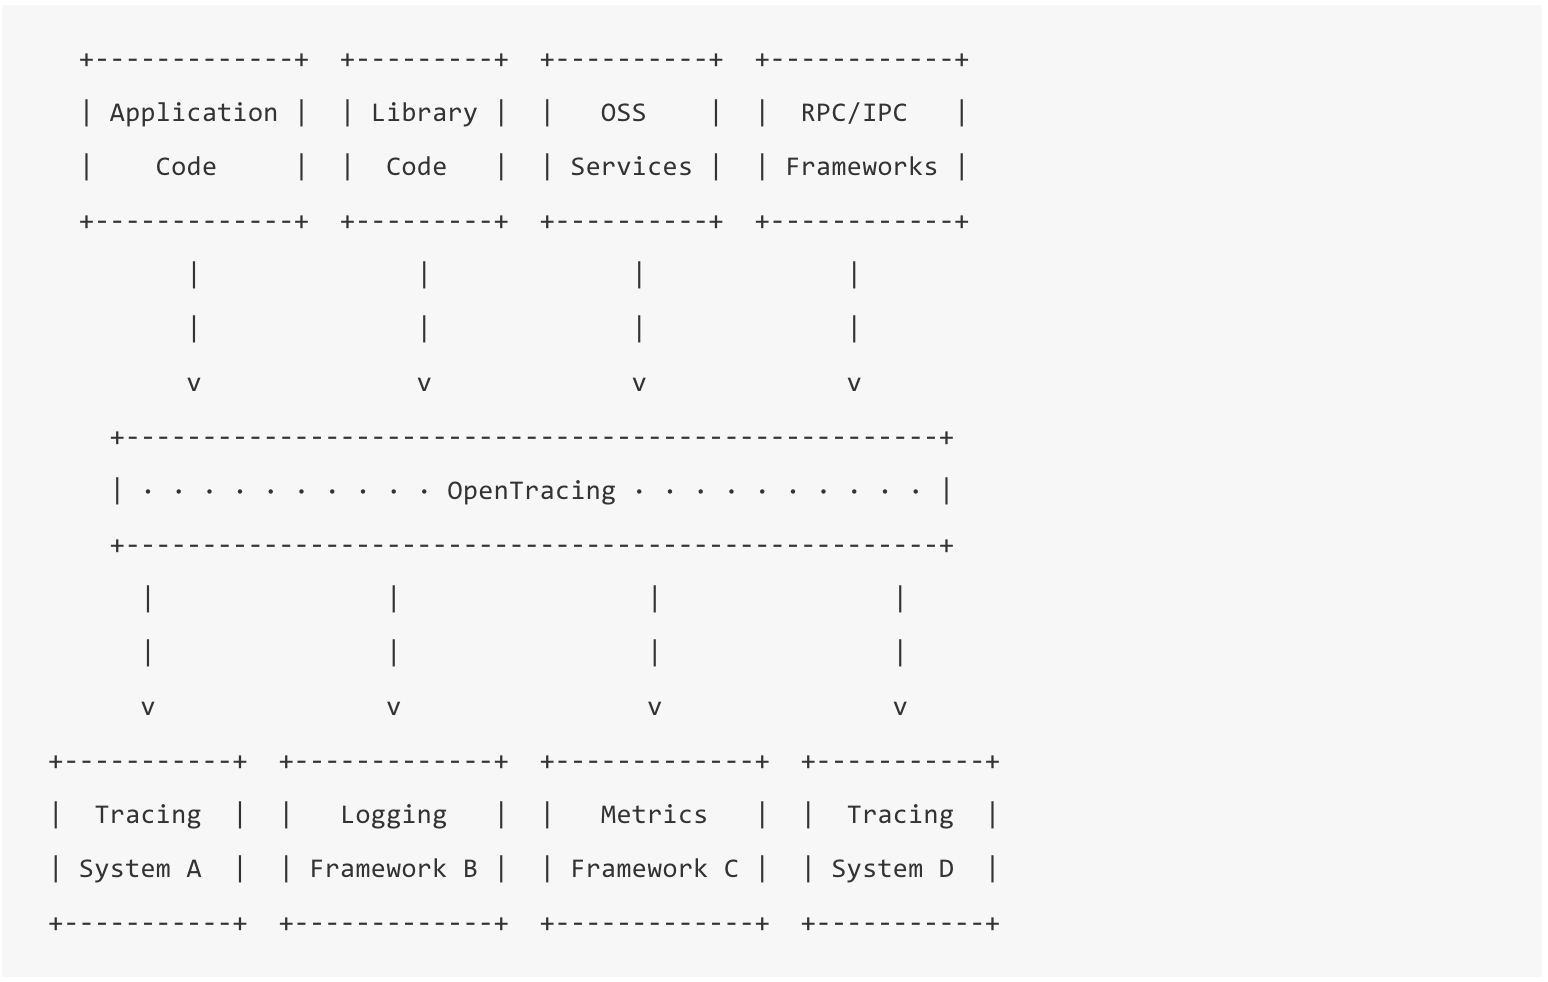 +-------------+  +---------+  +----------+  +------------+
| Application |  | Library |  |   OSS    |  |  RPC/IPC   |
|    Code     |  |  Code   |  | Services |  | Frameworks |
+-------------+  +---------+  +----------+  +------------+
       |              |             |             |
       |              |             |             |
       v              v             v             v
  +-----------------------------------------------------+
  | · · · · · · · · · · OpenTracing · · · · · · · · · · |
  +-----------------------------------------------------+
    |               |                |               |
    |               |                |               |
    v               v                v               v
+-----------+  +-------------+  +-------------+  +-----------+
|  Tracing  |  |   Logging   |  |   Metrics   |  |  Tracing  |
| System A  |  | Framework B |  | Framework C |  | System D  |
+-----------+  +-------------+  +-------------+  +-----------+